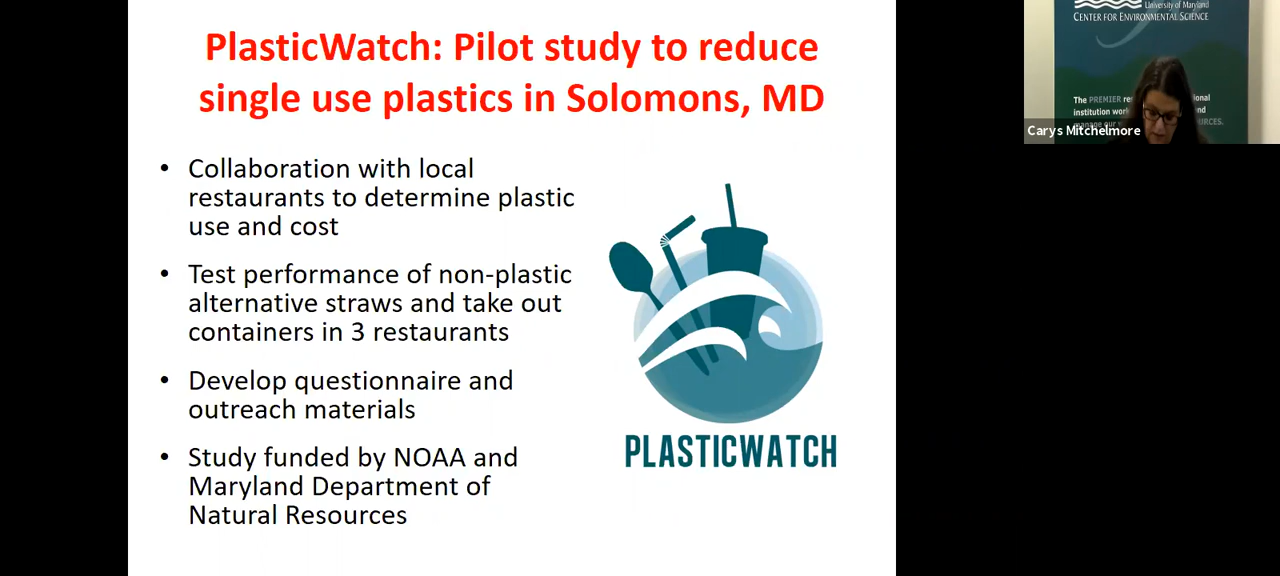 PlasticWatch: Pilot study to reduce
single use plastics in Solomons, MD
• Collaboration with local
restaurants to determine plastic
use and cost
• Test performance of non-plastic
alternative straws and take out
containers in 3 restaurants
• Develop questionnaire and
outreach materials
• Study funded by NOAA and
Maryland Department of
Natural Resources
PLASTICWATCH
University of Maryland
CENTER FOR ENVIRONMENTAL SCIENCE
The PREMIER
institution
Carys Mitchelmore